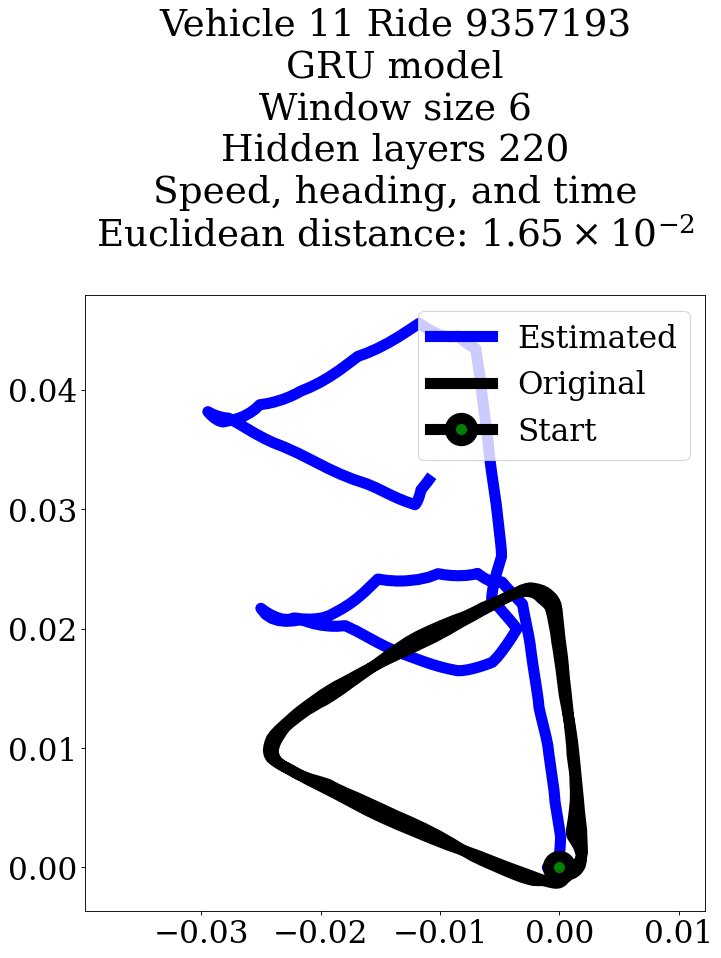 Vehicle 11 Ride 9357193
GRU model
Window size 6
Hidden layers 220
Speed, heading, and time
Euclidean distance: 1.65 × 10⁻²
Estimated
Original
Start
0.04
0.03
0.02
0.01
0.00
−0.03 −0.02 −0.01 0.00 0.01